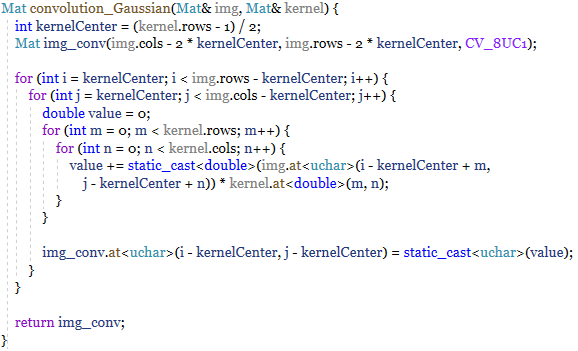 Mat convolution_Gaussian(Mat& img, Mat& kernel) {
int kernelCenter = (kernel.rows - 1) / 2;
Mat img_conv(img.cols - 2 * kernelCenter, img.rows - 2 * kernelCenter, CV_8UC1);
for (int i = kernelCenter; i < img.rows - kernelCenter; i++) {
for (int j = kernelCenter; j < img.cols - kernelCenter; j++) {
double value = 0;
for (int m = 0; m < kernel.rows; m++) {
for (int n = 0; n < kernel.cols; n++) {
value += static_cast<double>(img.at<uchar>(i - kernelCenter + m,
j - kernelCenter + n)) * kernel.at<double>(m, n);
}
}
img_conv.at<uchar>(i - kernelCenter, j - kernelCenter) = static_cast<uchar>(value);
}
}
return img_conv;
}